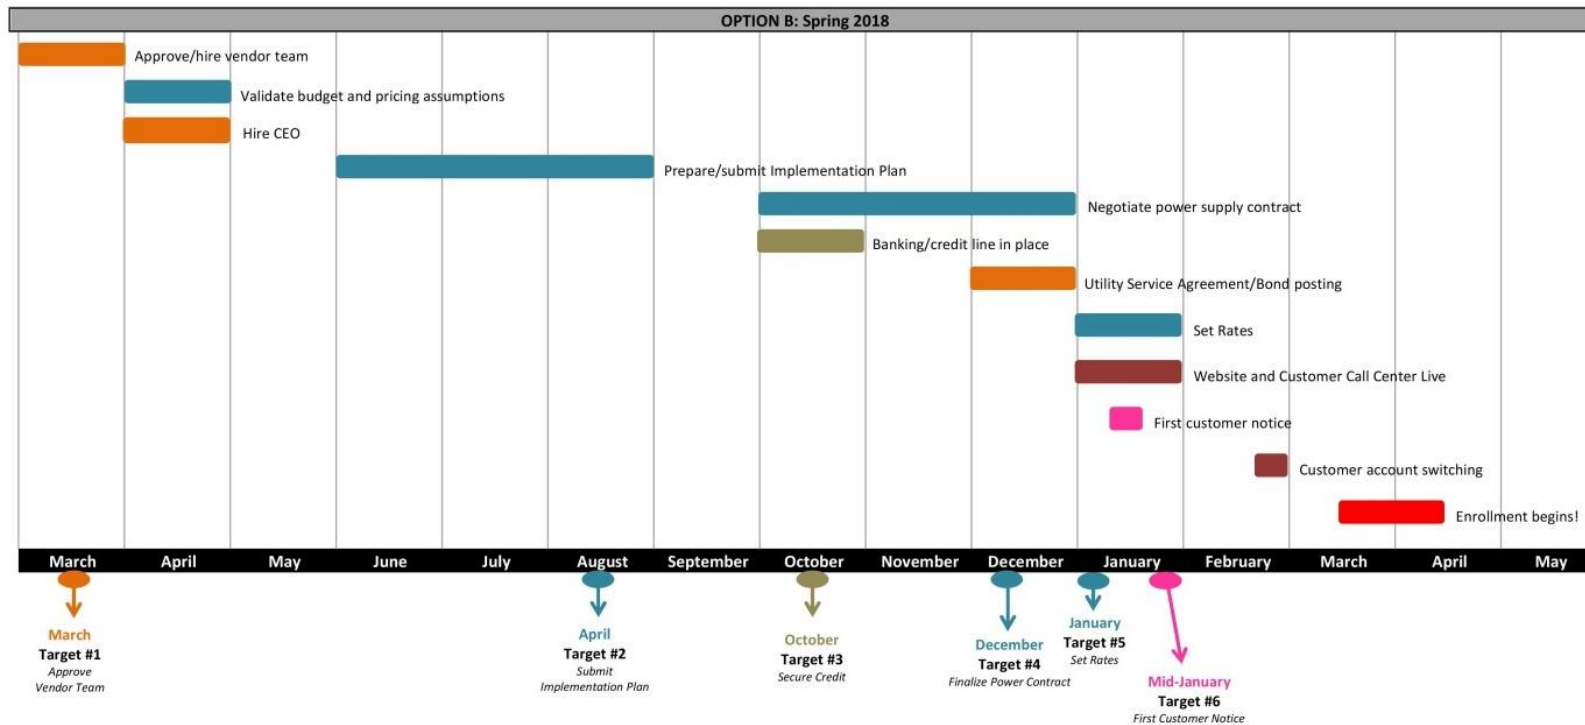 OPTION B: Spring 2018
Approve/hire vendor team
Validate budget and pricing assumptions
Hire CEO
Prepare/submit Implementation Plan
Negotiate power supply contract
Banking/credit line in place
Utility Service Agreement/Bond posting
Set Rates
Website and Customer Call Center Live
First customer notice
Customer account switching
Enrollment begins!
March April May June July August September October November December January February March April May
March
Target #1
Approve
Vendor Team
April
Target #2
Submit
Implementation Plan
October
Target #3
Secure Credit
December
Target #4
Finalize Power Contract
January
Target #5
Set Rates
Mid-January
Target #6
First Customer Notice